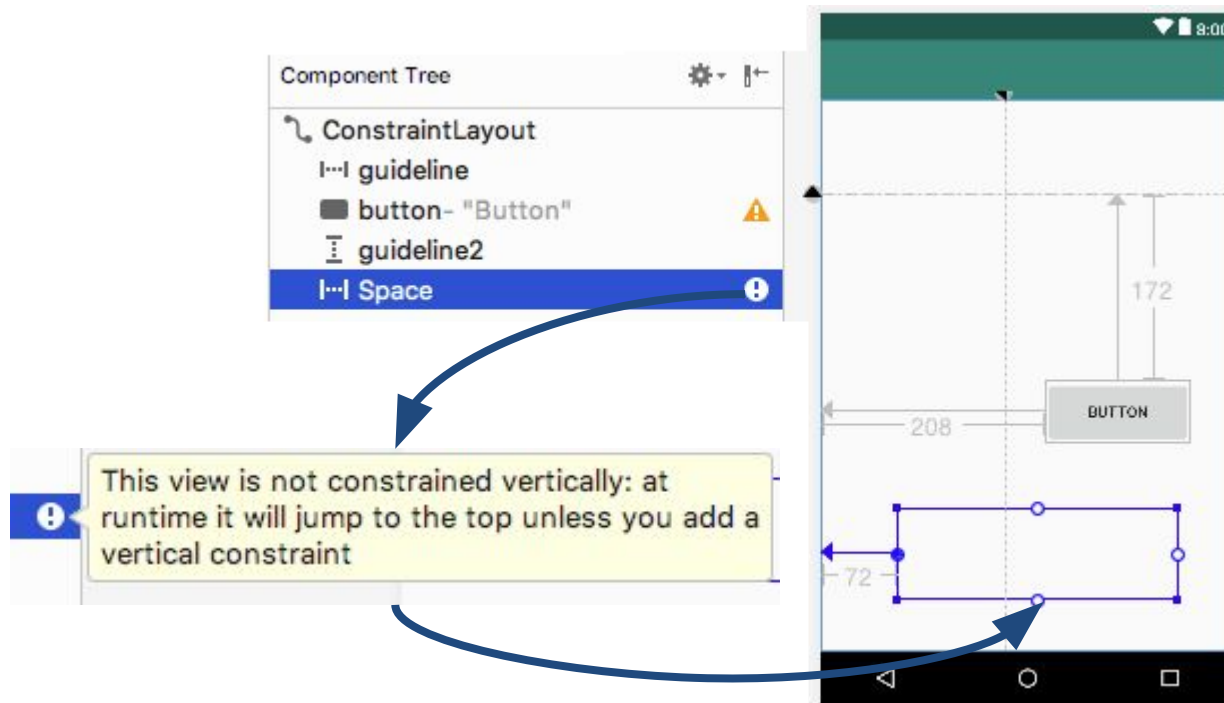 9:00
Component Tree
ConstraintLayout
guideline
button- "Button"
guideline2
Space
172
BUTTON
208
This view is not constrained vertically: at
runtime it will jump to the top unless you add a
vertical constraint
72